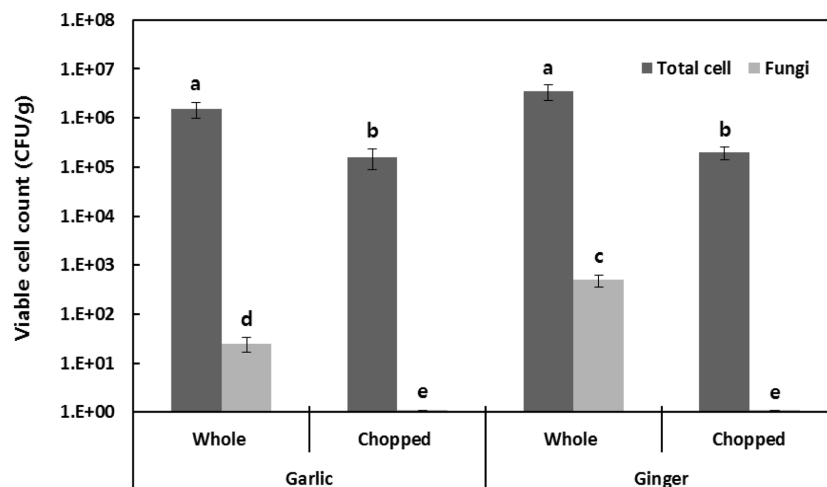 Viable cell count (CFU/g)
1.E+08
1.E+07
1.E+06
1.E+05
1.E+04
1.E+03
1.E+02
1.E+01
1.E+00
Total cell Fungi
a
d
b
e
a
c
b
e
Whole Chopped Whole Chopped
Garlic Ginger